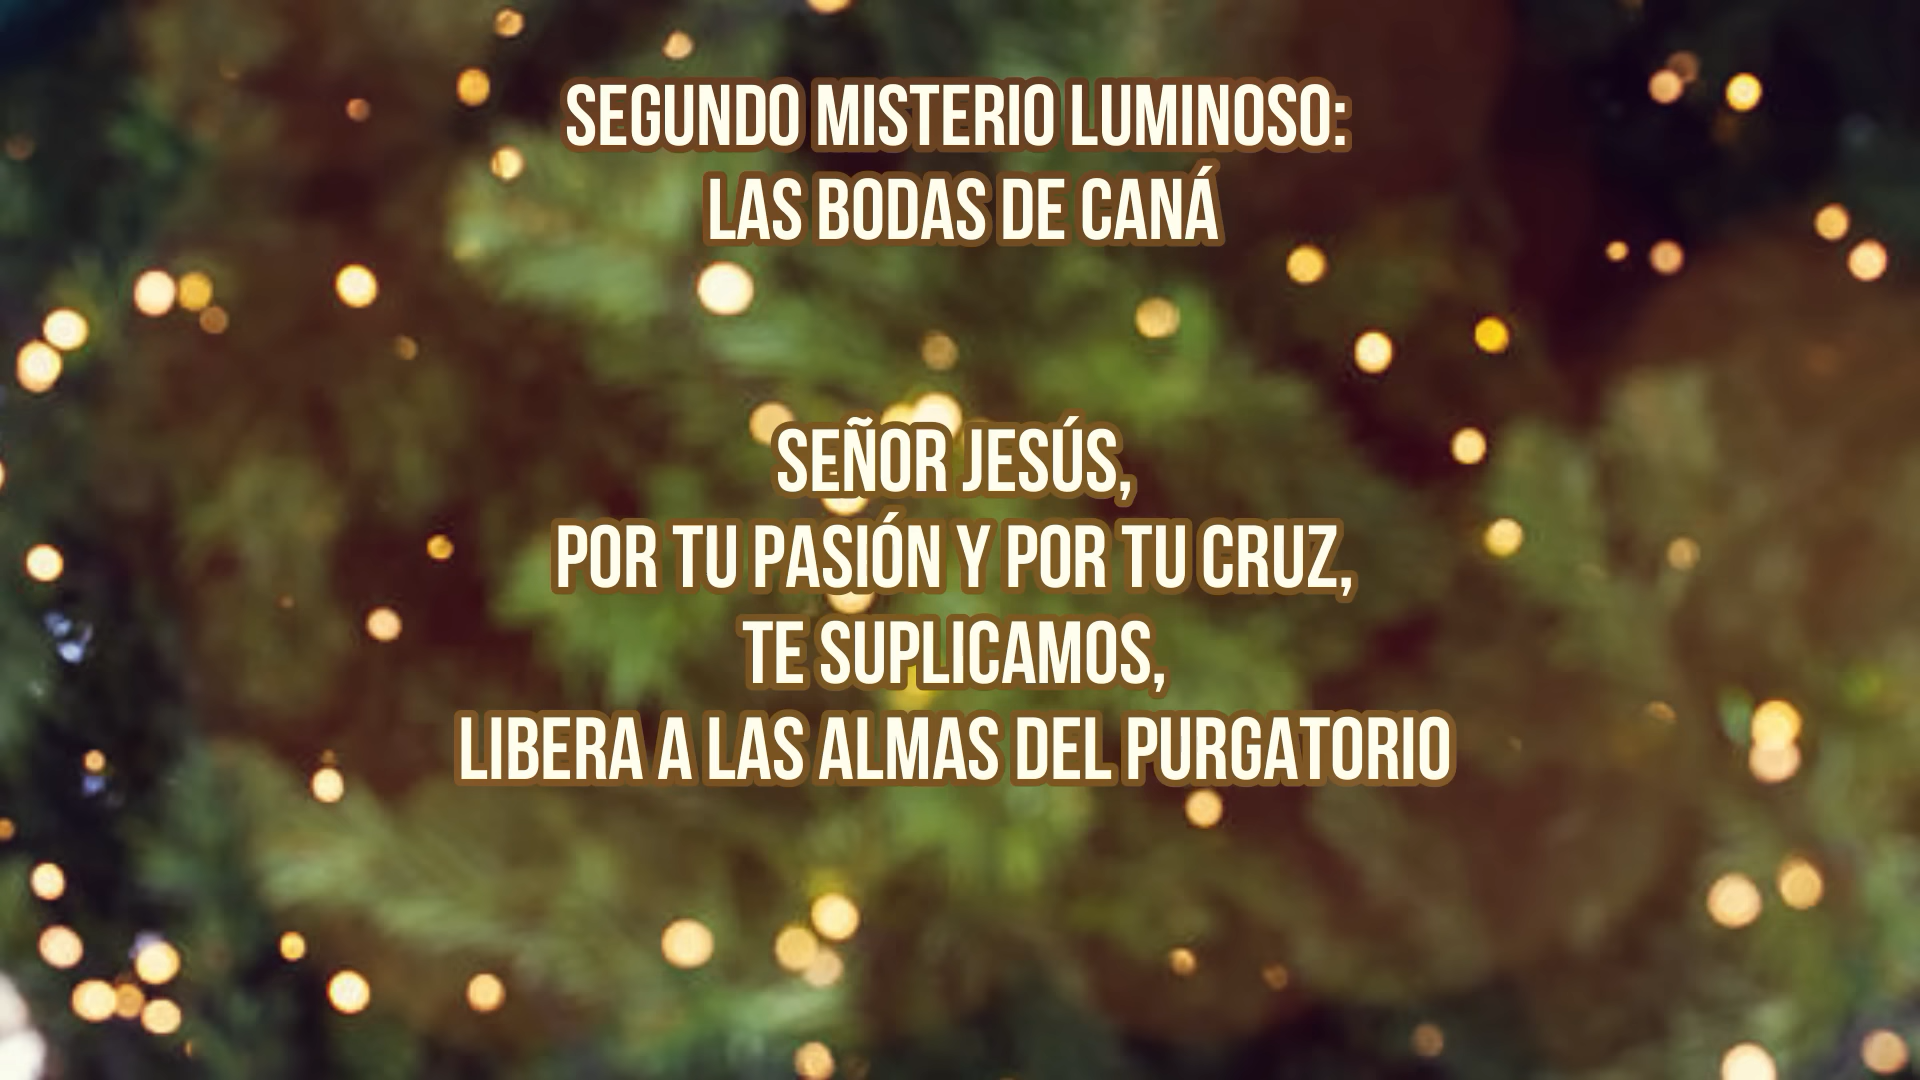 SEGUNDO MISTERIO LUMINOSO:
LAS BODAS DE CANÁ
SEÑOR JESÚS,
POR TU PASIÓN Y POR TU CRUZ,
TE SUPLICAMOS,
LIBERA A LAS ALMAS DEL PURGATORIO